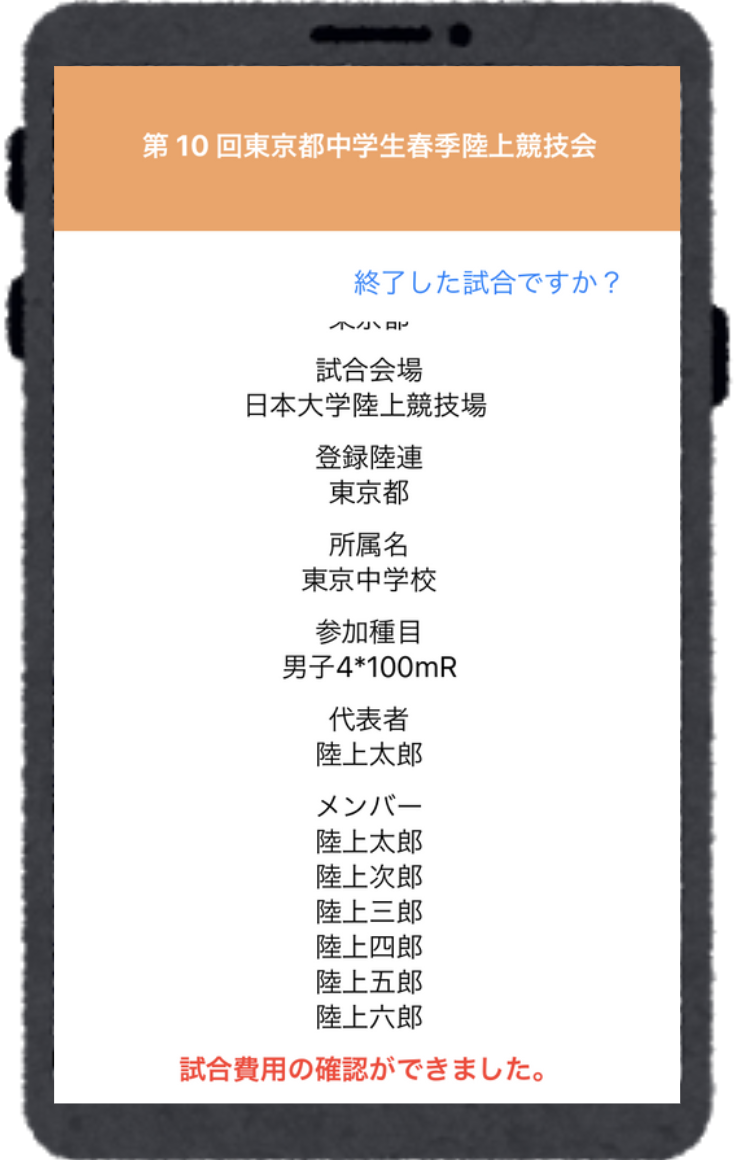 第 10 回東京都中学生春季陸上競技会
終了した試合ですか？
東京都
試合会場
日本大学陸上競技場
登録陸連
東京都
所属名
東京中学校
参加種目
男子4*100mR
代表者
陸上太郎
メンバー
陸上太郎
陸上次郎
陸上三郎
陸上四郎
陸上五郎
陸上六郎
試合費用の確認ができました。